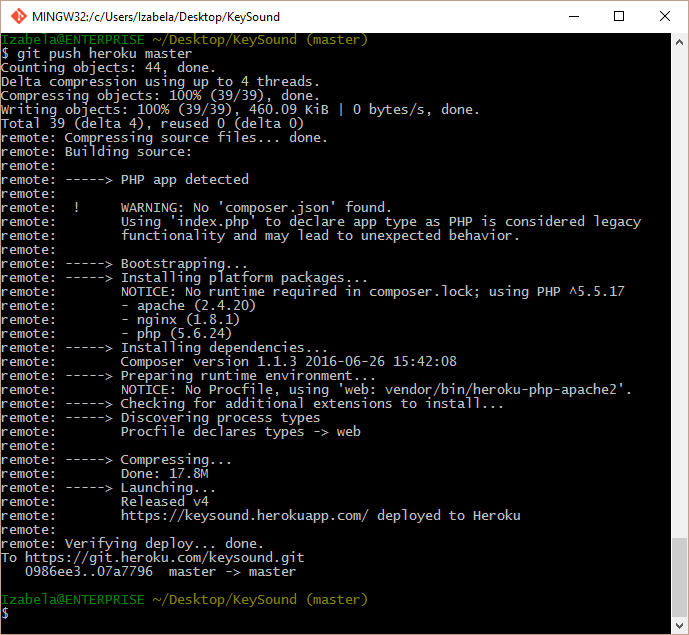 MINGW32:/c/Users/Izabela/Desktop/KeySound
Izabela@ENTERPRISE ~/Desktop/KeySound (master)
$ git push heroku master
Counting objects: 44, done.
Delta compression using up to 4 threads.
Compressing objects: 100% (39/39), done.
Writing objects: 100% (39/39), 460.09 KiB | 0 bytes/s, done.
Total 39 (delta 4), reused 0 (delta 0)
remote: Compressing source files... done.
remote: Building source:
remote:
remote: -----> PHP app detected
remote:
remote:  !     WARNING: No 'composer.json' found.
remote:        Using 'index.php' to declare app type as PHP is considered legacy
remote:        functionality and may lead to unexpected behavior.
remote:
remote: -----> Bootstrapping...
remote: -----> Installing platform packages...
remote:        NOTICE: No runtime required in composer.lock; using PHP ^5.5.17
remote:        - apache (2.4.20)
remote:        - nginx (1.8.1)
remote:        - php (5.6.24)
remote: -----> Installing dependencies...
remote:        Composer version 1.1.3 2016-06-26 15:42:08
remote: -----> Preparing runtime environment...
remote:        NOTICE: No Procfile, using 'web: vendor/bin/heroku-php-apache2'.
remote: -----> Checking for additional extensions to install...
remote: -----> Discovering process types
remote:        Procfile declares types -> web
remote:
remote: -----> Compressing...
remote:        Done: 17.8M
remote: -----> Launching...
remote:        Released v4
remote:        https://keysound.herokuapp.com/ deployed to Heroku
remote:
remote: Verifying deploy... done.
To https://git.heroku.com/keysound.git
   0986ee3..07a7796  master -> master
Izabela@ENTERPRISE ~/Desktop/KeySound (master)
$